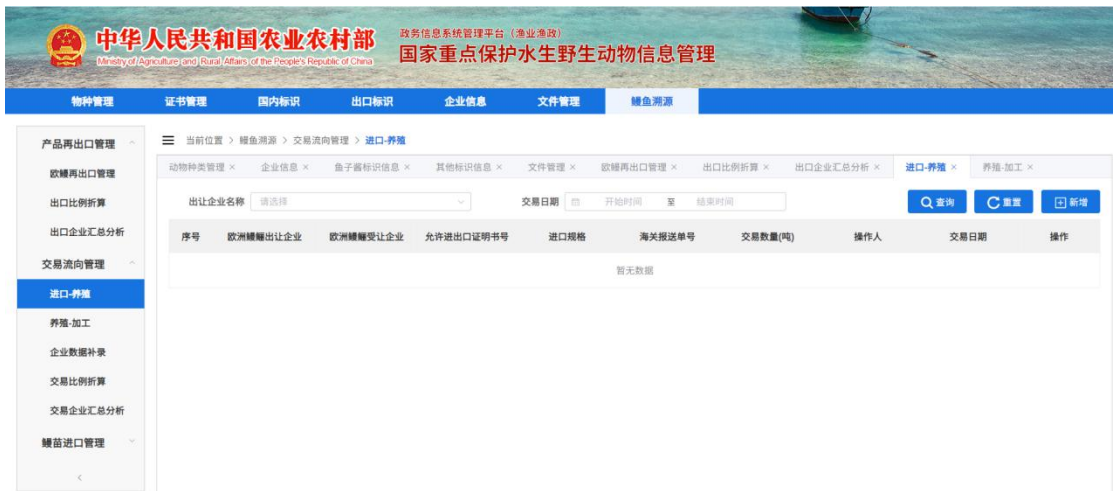 中华人民共和国农业农村部
Ministry of Agriculture and Rural Affairs of the People's Republic of China
政务信息系统管理平台（渔业渔政）
国家重点保护水生野生动物信息管理
物种管理 证书管理 国内标识 出口标识 企业信息 文件管理 鳗鱼溯源
产品再出口管理
欧鳗再出口管理
出口比例折算
出口企业汇总分析
交易流向管理
进口-养殖
养殖-加工
企业数据补录
交易比例折算
交易企业汇总分析
鳗苗进口管理
<
当前位置 > 鳗鱼溯源 > 交易流向管理 > 进口-养殖
动物种类管理 × 企业信息 × 鱼子酱标识信息 × 其他标识信息 × 文件管理 × 欧鳗再出口管理 × 出口比例折算 × 出口企业汇总分析 × 进口-养殖 × 养殖-加工 ×
出让企业名称 请选择 交易日期 开始时间 至 结束时间 查询 重置 新增
序号 欧洲鳗鲡出让企业 欧洲鳗鲡受让企业 允许进出口证明书号 进口规格 海关报送单号 交易数量(吨) 操作人 交易日期 操作
暂无数据